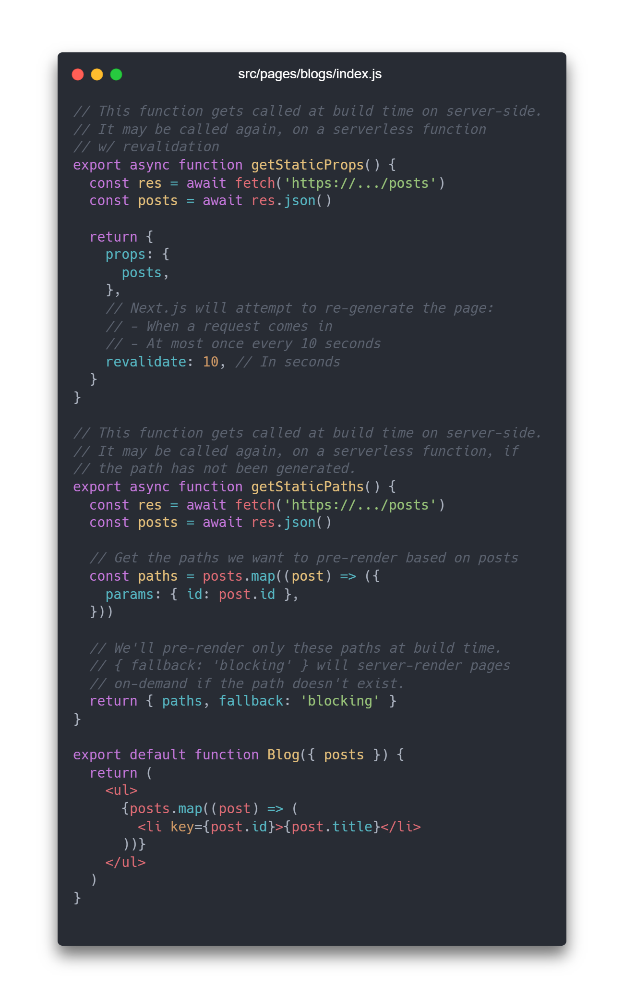 src/pages/blogs/index.js
// This function gets called at build time on server-side.
// It may be called again, on a serverless function
// w/ revalidation
export async function getStaticProps() {
  const res = await fetch('https://.../posts')
  const posts = await res.json()

  return {
    props: {
      posts,
    },
    // Next.js will attempt to re-generate the page:
    // - When a request comes in
    // - At most once every 10 seconds
    revalidate: 10, // In seconds
  }
}

// This function gets called at build time on server-side.
// It may be called again, on a serverless function, if
// the path has not been generated.
export async function getStaticPaths() {
  const res = await fetch('https://.../posts')
  const posts = await res.json()

  // Get the paths we want to pre-render based on posts
  const paths = posts.map((post) => ({
    params: { id: post.id },
  }))

  // We'll pre-render only these paths at build time.
  // { fallback: 'blocking' } will server-render pages
  // on-demand if the path doesn't exist.
  return { paths, fallback: 'blocking' }
}

export default function Blog({ posts }) {
  return (
    <ul>
      {posts.map((post) => (
        <li key={post.id}>{post.title}</li>
      ))}
    </ul>
  )
}